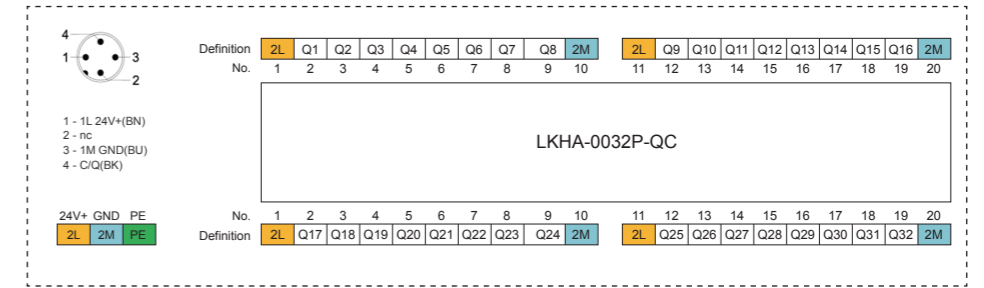 4
1 3
2
1 - 1L 24V+(BN)
2 - nc
3 - 1M GND(BU)
4 - C/Q(BK)
24V+ GND PE
2L 2M PE
Definition 2L Q1 Q2 Q3 Q4 Q5 Q6 Q7 Q8 2M 2L Q9 Q10 Q11 Q12 Q13 Q14 Q15 Q16 2M
No. 1 2 3 4 5 6 7 8 9 10 11 12 13 14 15 16 17 18 19 20
LKHA-0032P-QC
No. 1 2 3 4 5 6 7 8 9 10 11 12 13 14 15 16 17 18 19 20
Definition 2L Q17 Q18 Q19 Q20 Q21 Q22 Q23 Q24 2M 2L Q25 Q26 Q27 Q28 Q29 Q30 Q31 Q32 2M